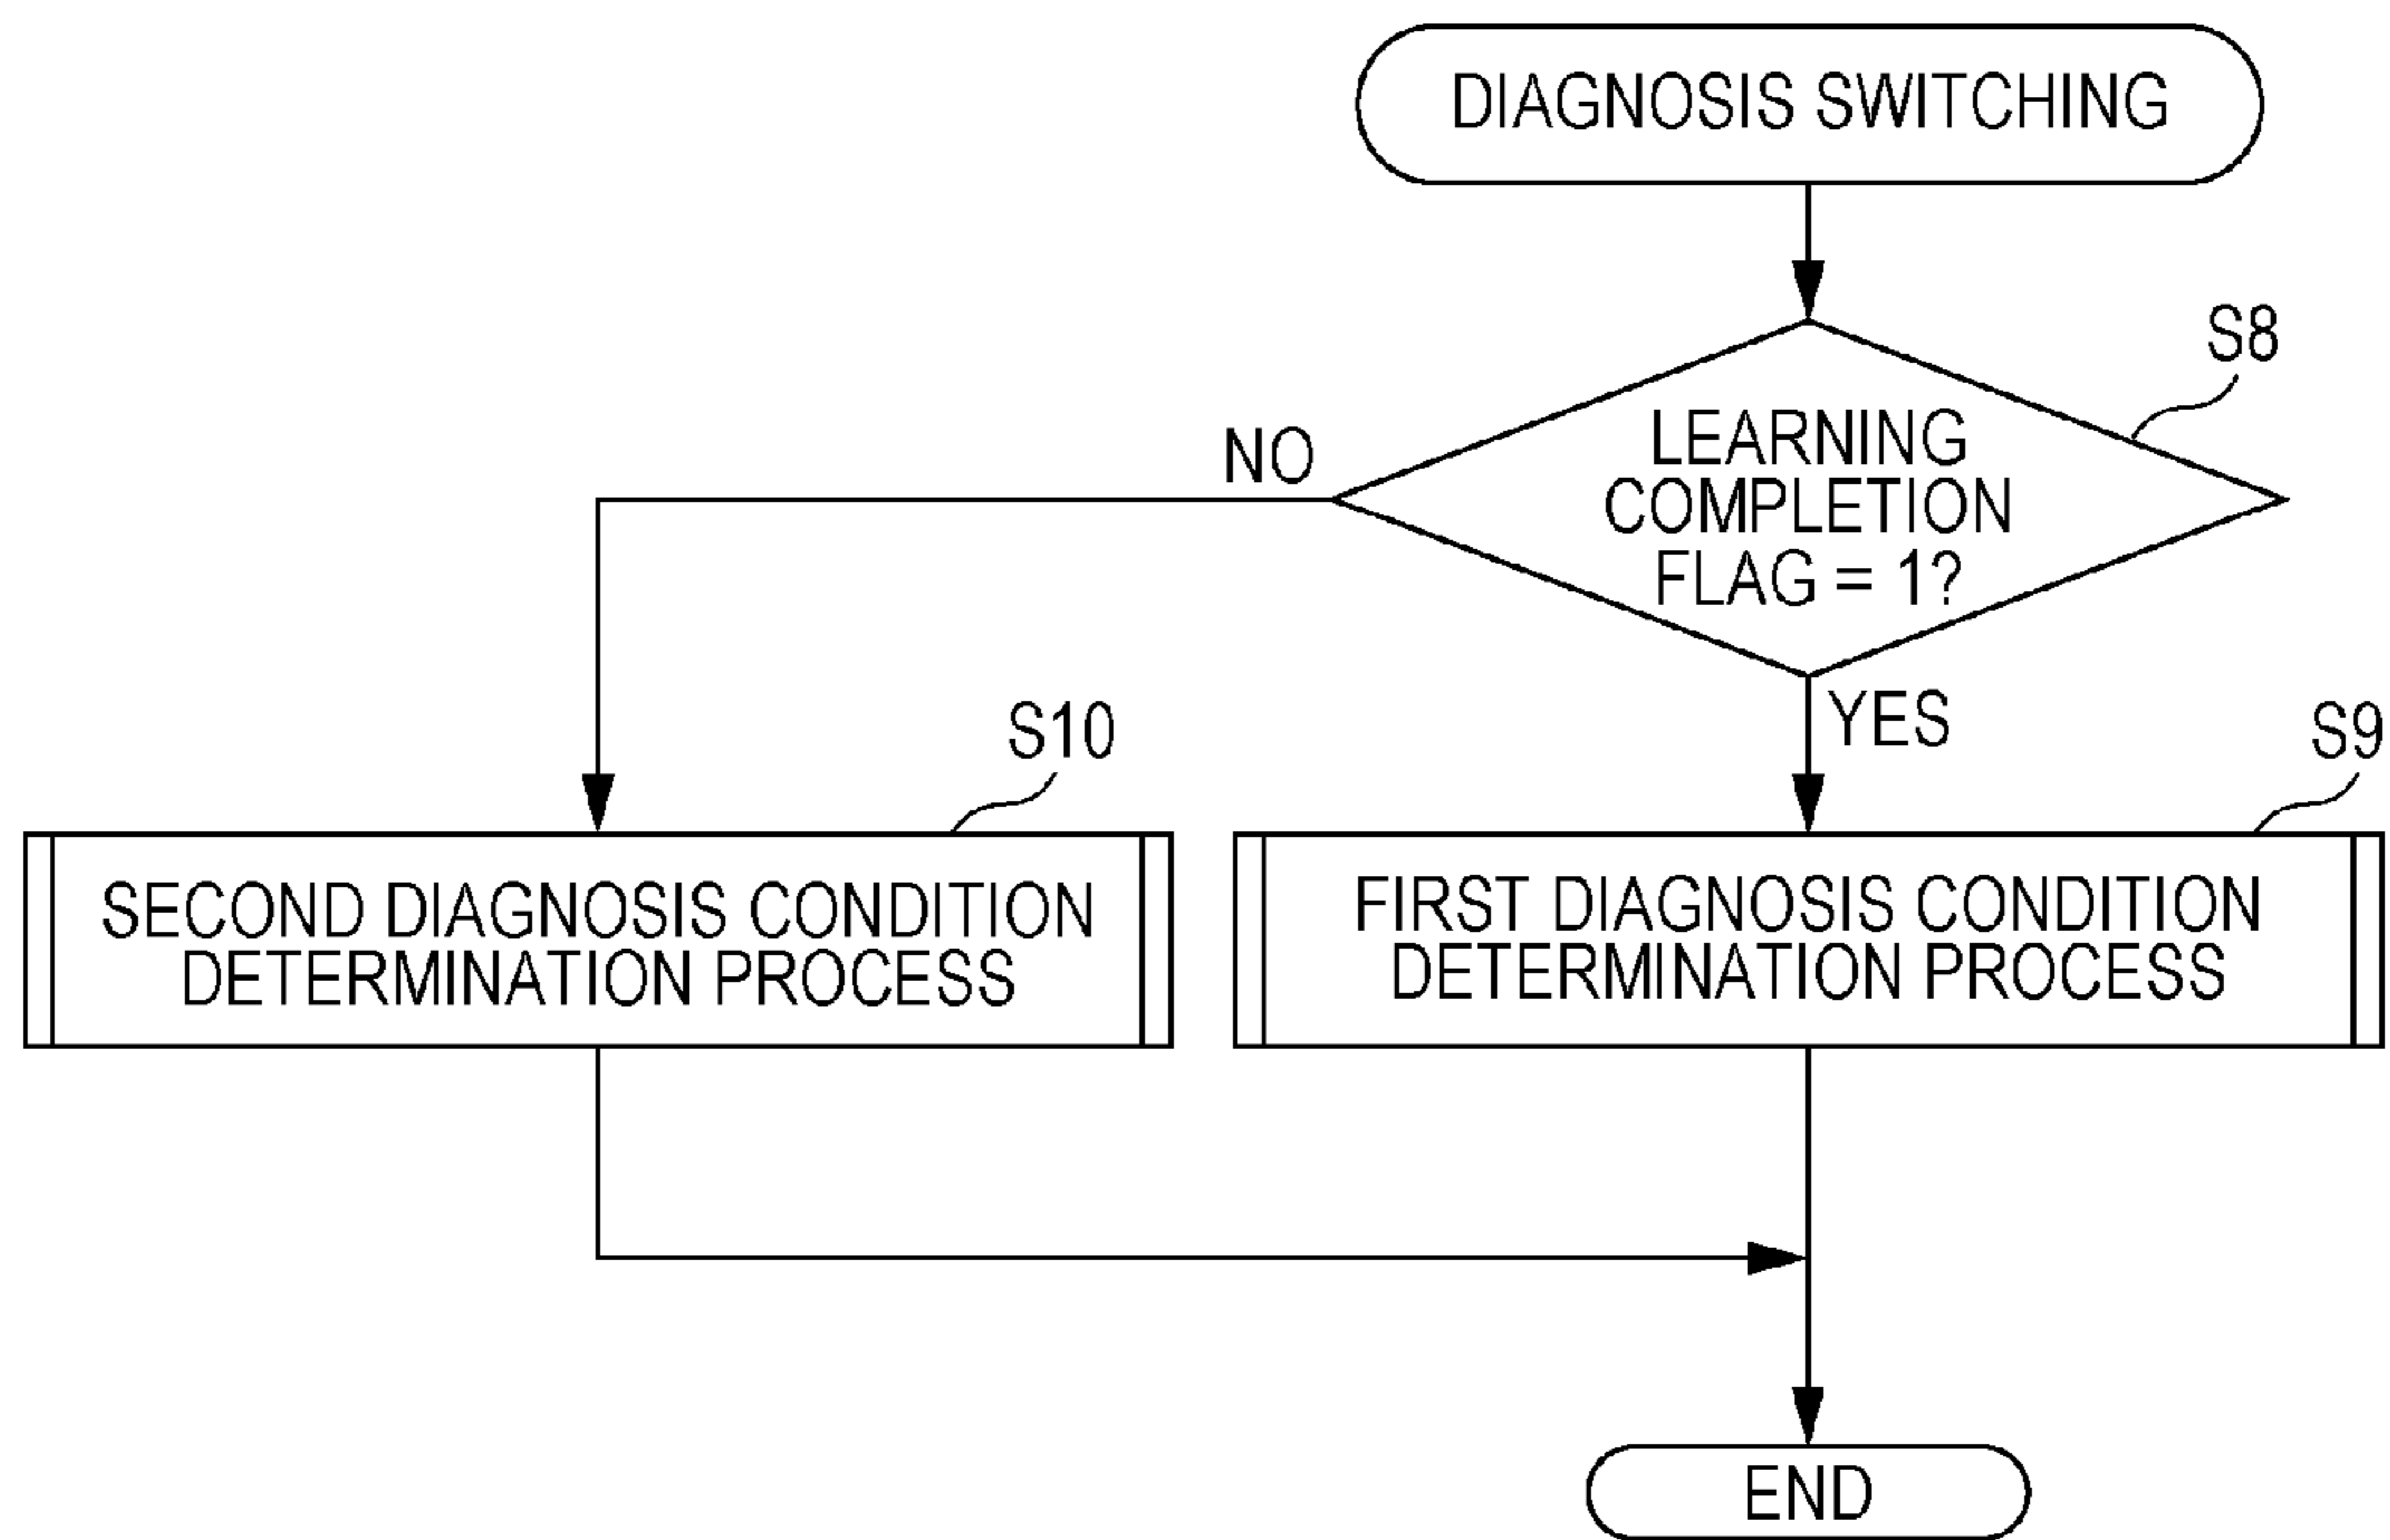 DIAGNOSIS SWITCHING
S8
LEARNING
COMPLETION
FLAG = 1?
NO
YES
S10
S9
SECOND DIAGNOSIS CONDITION
DETERMINATION PROCESS
FIRST DIAGNOSIS CONDITION
DETERMINATION PROCESS
END